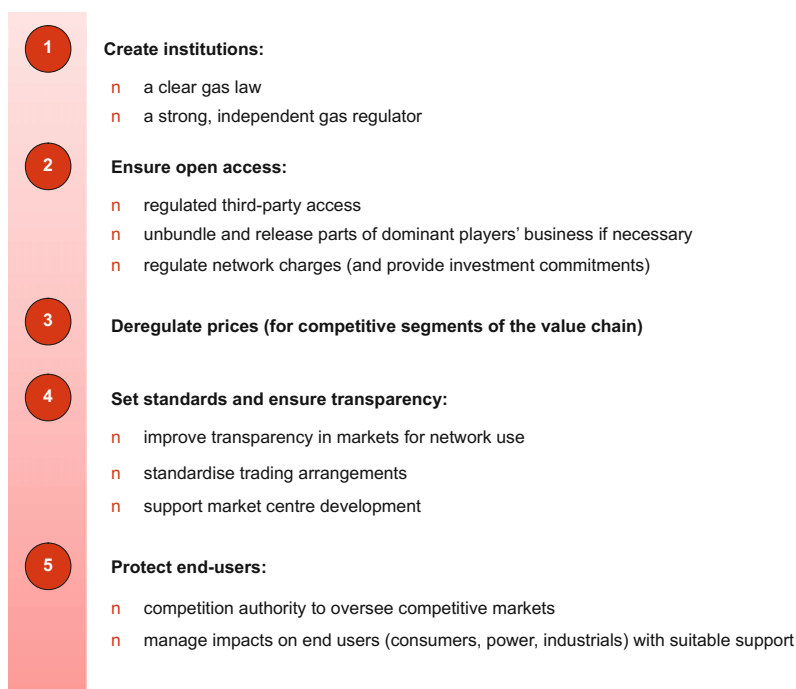 1
Create institutions:
n a clear gas law
n a strong, independent gas regulator
2
Ensure open access:
n regulated third-party access
n unbundle and release parts of dominant players’ business if necessary
n regulate network charges (and provide investment commitments)
3
Deregulate prices (for competitive segments of the value chain)
4
Set standards and ensure transparency:
n improve transparency in markets for network use
n standardise trading arrangements
n support market centre development
5
Protect end-users:
n competition authority to oversee competitive markets
n manage impacts on end users (consumers, power, industrials) with suitable support